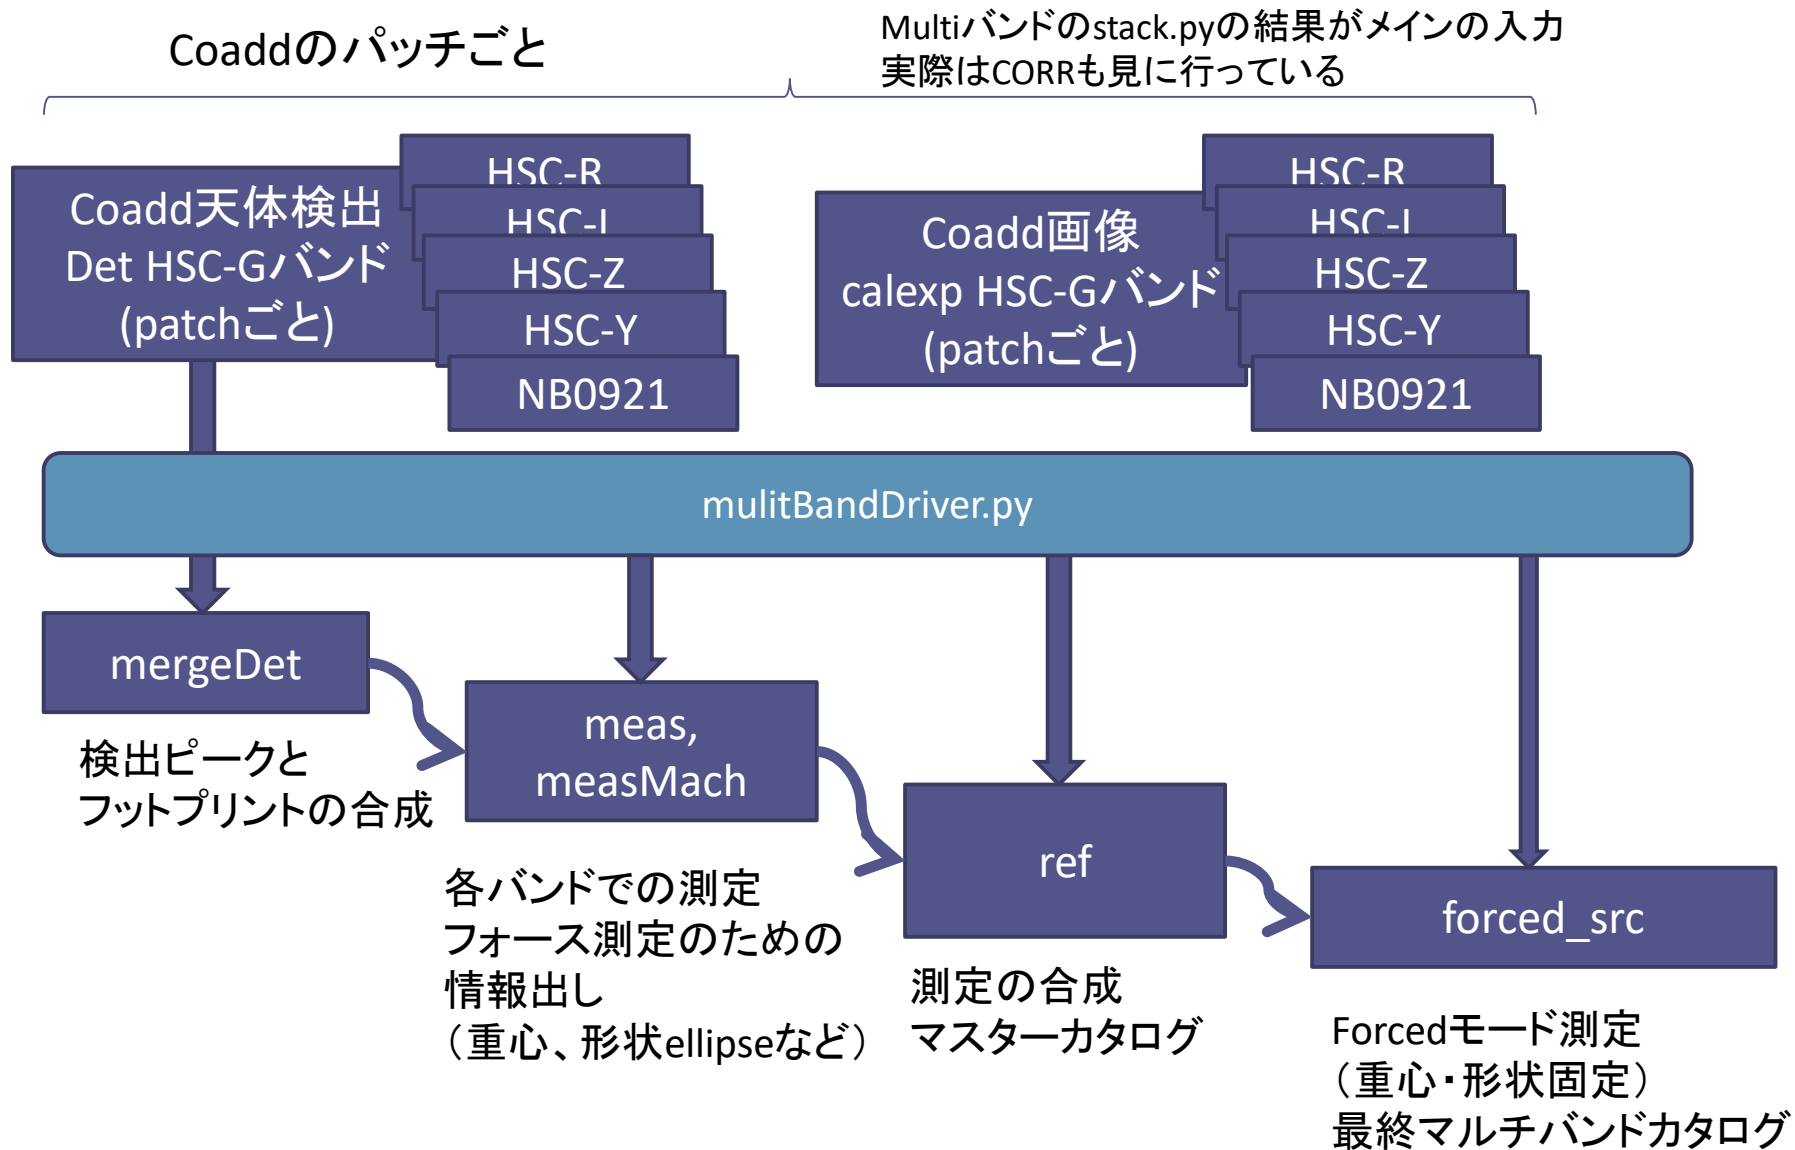 Coaddのパッチごと
Multiバンドのstack.pyの結果がメインの入力
実際はCORRも見に行っている
Coadd天体検出
Det HSC-Gバンド
(patchごと)
HSC-R
HSC-I
HSC-Z
HSC-Y
NB0921
Coadd画像
calexp HSC-Gバンド
(patchごと)
HSC-R
HSC-I
HSC-Z
HSC-Y
NB0921
mulitBandDriver.py
mergeDet
検出ピークと
フットプリントの合成
meas,
measMach
各バンドでの測定
フォース測定のための
情報出し
（重心、形状ellipseなど）
ref
測定の合成
マスターカタログ
forced_src
Forcedモード測定
（重心・形状固定）
最終マルチバンドカタログ